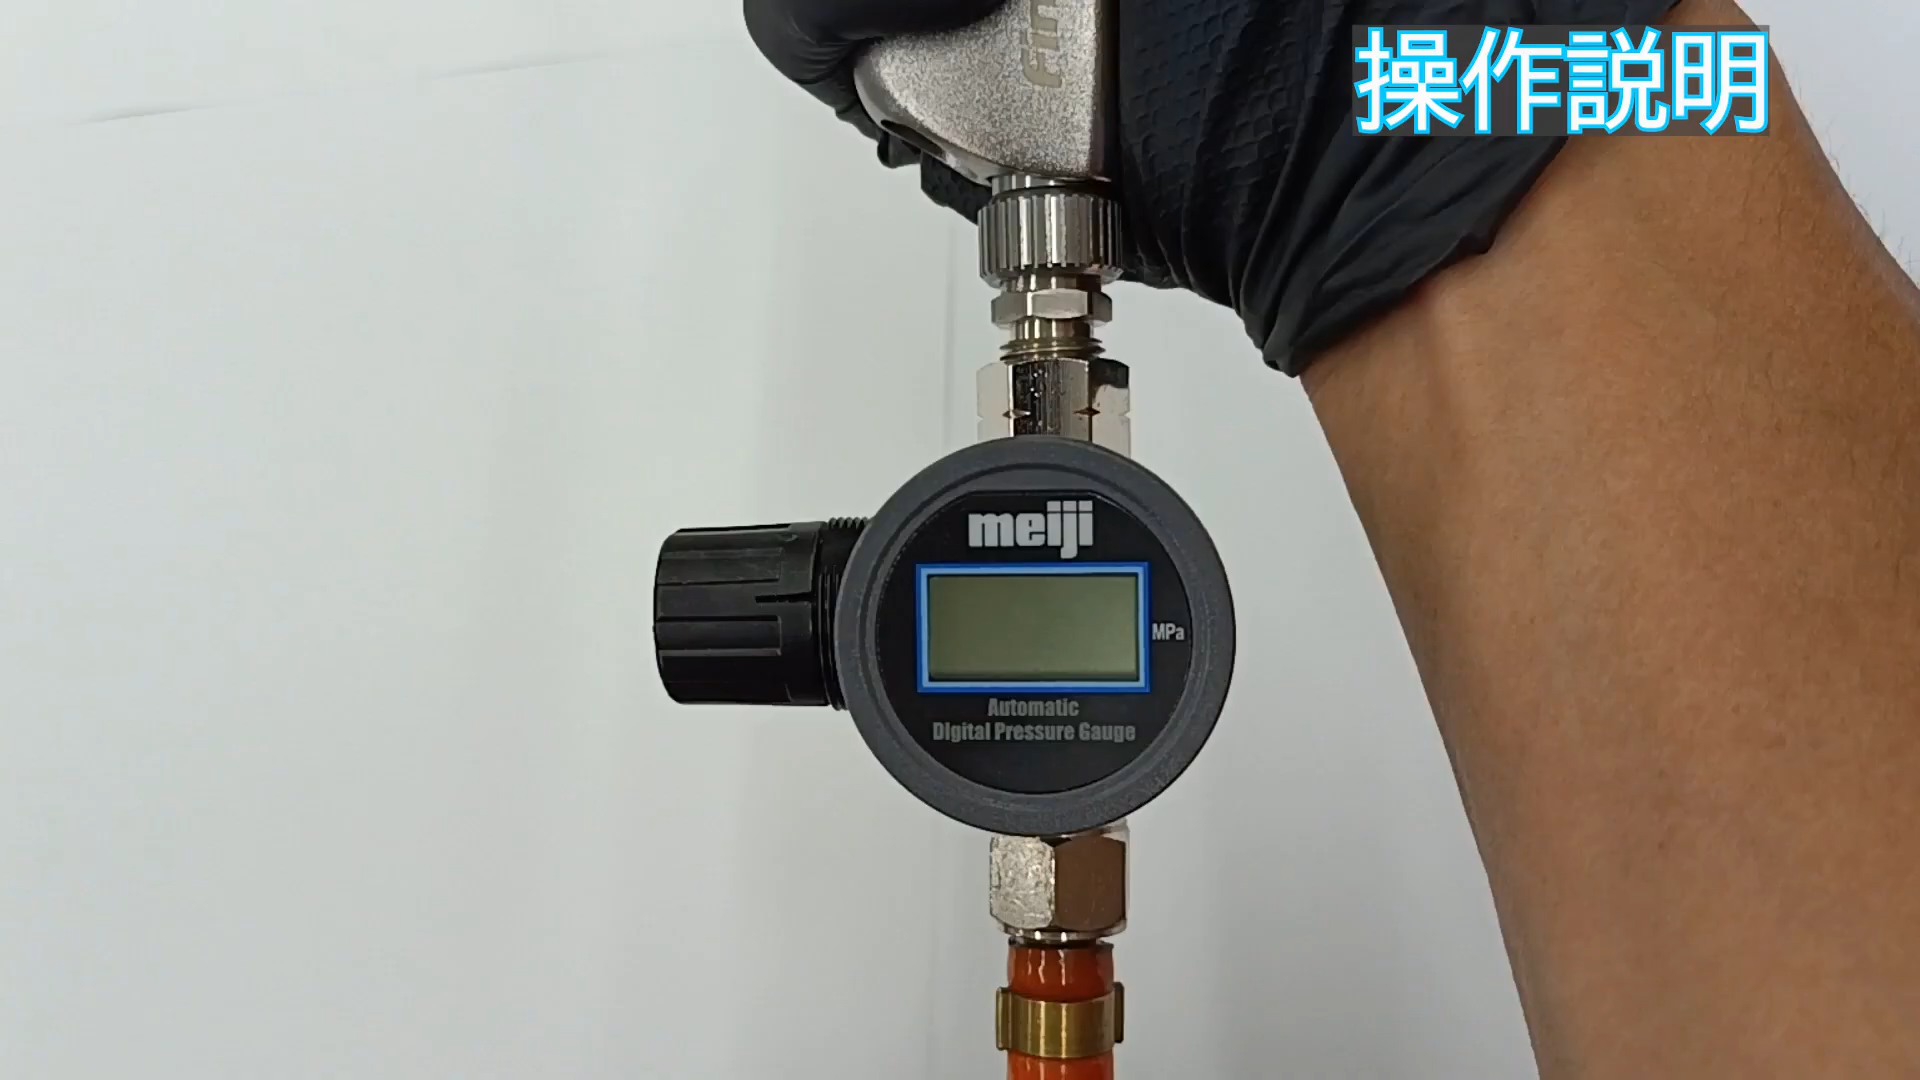 操作説明
meiji
MPa
Automatic
Digital Pressure Gauge